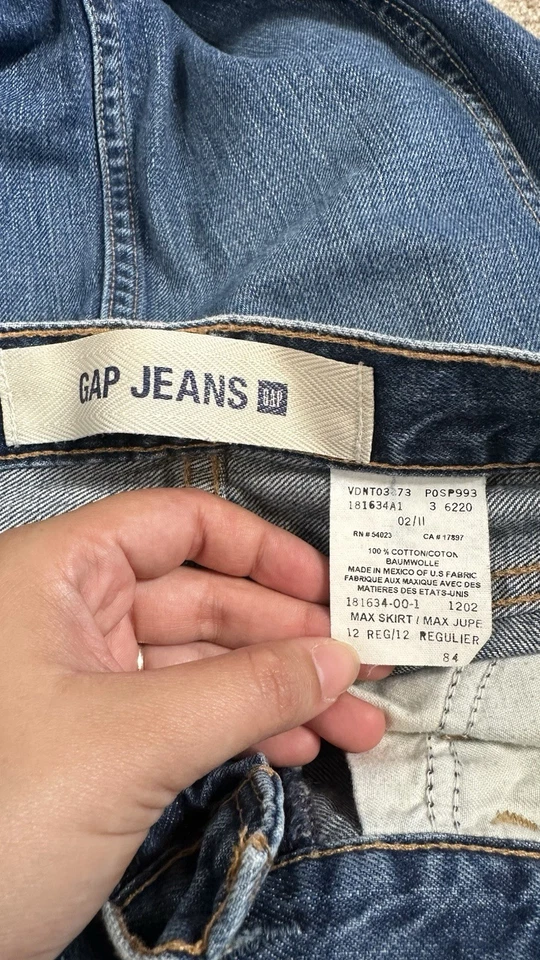 GAP JEANS GAP
VDNT03 73 POSP993
181634A1 3 6220
02/11
RN # 54023 CA # 17897
100 % COTTON/COTON
BAUMWOLLE
MADE IN MEXICO OF U.S FABRIC
FABRIQUE AUX MAXIQUE AVEC DES
MATIERES DES ETATS-UNIS
181634-00-1 1202
MAX SKIRT / MAX JUPE
12 REG/12 REGULIER
84